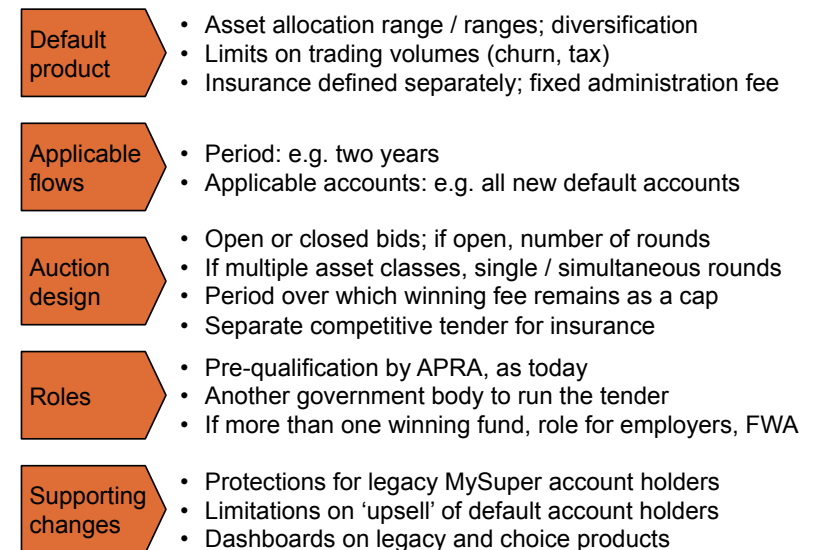 Default
product
• Asset allocation range / ranges; diversification
• Limits on trading volumes (churn, tax)
• Insurance defined separately; fixed administration fee
Applicable
flows
• Period: e.g. two years
• Applicable accounts: e.g. all new default accounts
Auction
design
• Open or closed bids; if open, number of rounds
• If multiple asset classes, single / simultaneous rounds
• Period over which winning fee remains as a cap
• Separate competitive tender for insurance
Roles
• Pre-qualification by APRA, as today
• Another government body to run the tender
• If more than one winning fund, role for employers, FWA
Supporting
changes
• Protections for legacy MySuper account holders
• Limitations on ‘upsell’ of default account holders
• Dashboards on legacy and choice products